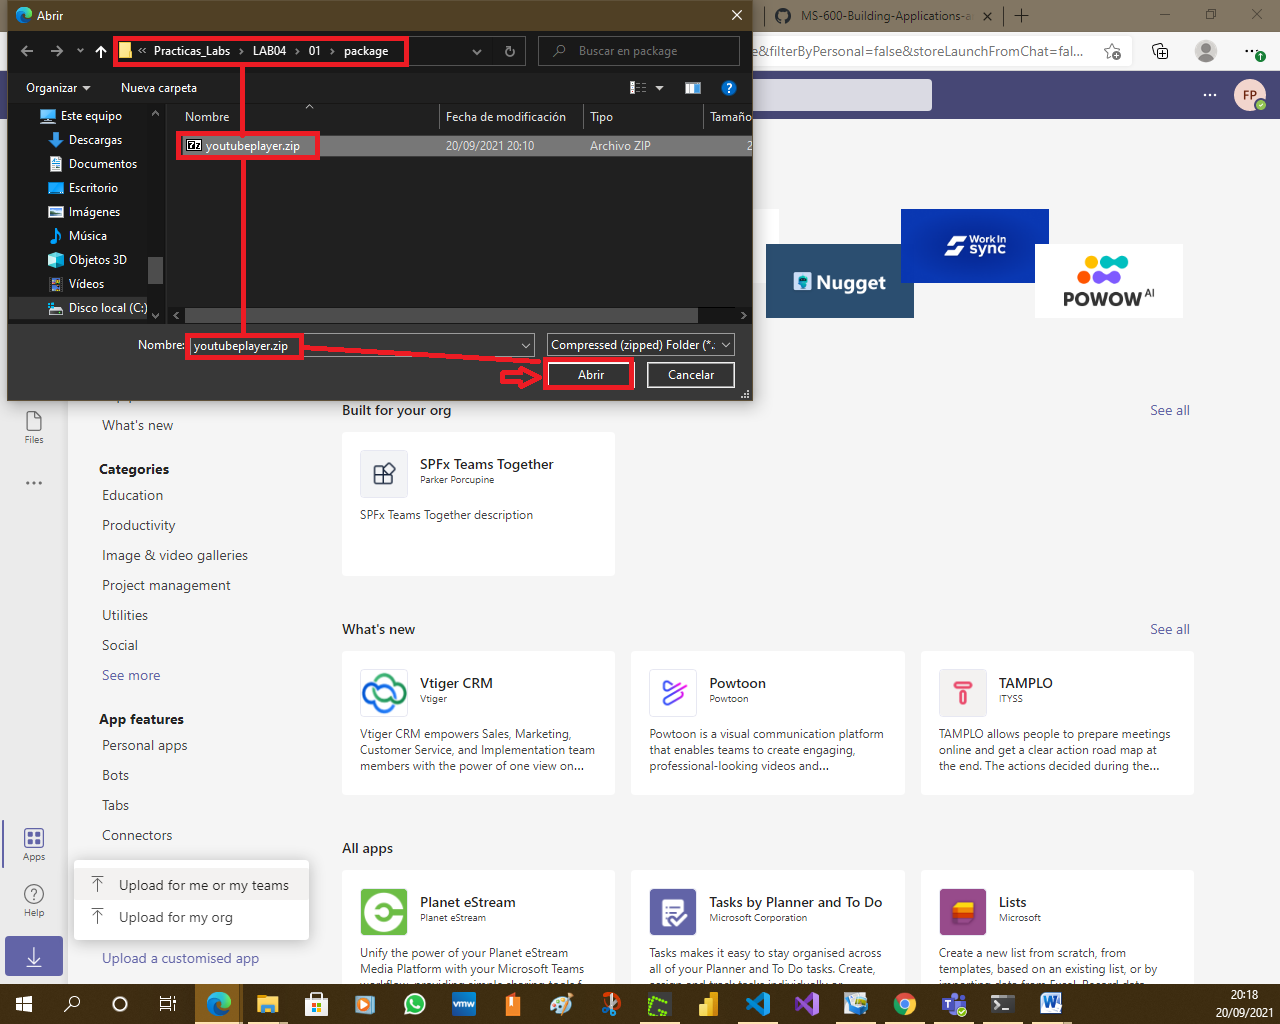 Abrir
MS-600-Building-Applications-a
« Practicas_Labs > LAB04 > 01 > package
Buscar en package
e&filterByPersonal=false&storeLaunchFromChat=fal...
Organizar
Nueva carpeta
FP
Este equipo
Descargas
Documentos
Escritorio
Imágenes
Música
Objetos 3D
Vídeos
Disco local (C:)
Nombre
Fecha de modificación
Tipo
Tamaño
youtubeplayer.zip
20/09/2021 20:10
Archivo ZIP
2
Nombre:
youtubeplayer.zip
Compressed (zipped) Folder (*.
Abrir
Cancelar
Nugget
Work In
sync
POWOW AI
Files
What's new
Categories
Education
Productivity
Image & video galleries
Project management
Utilities
Social
See more
App features
Personal apps
Bots
Tabs
Connectors
Apps
Help
Upload for me or my teams
Upload for my org
Upload a customised app
Built for your org
See all
SPFx Teams Together
Parker Porcupine
SPFx Teams Together description
What's new
See all
Vtiger CRM
Vtiger
Vtiger CRM empowers Sales, Marketing,
Customer Service, and Implementation team
members with the power of one view on...
Powtoon
Powtoon
Powtoon is a visual communication platform
that enables teams to create engaging,
professional-looking videos and...
TAMPLO
ITYSS
TAMPLO allows people to prepare meetings
online and get a clear action road map at
the end. The actions decided during the...
All apps
Planet eStream
Planet eStream
Unify the power of your Planet eStream
Media Platform with your Microsoft Teams
Tasks by Planner and To Do
Microsoft Corporation
Tasks makes it easy to stay organised across
all of your Planner and To Do tasks. Create,
Lists
Microsoft
Create a new list from scratch, from
templates, based on an existing list, or by
vmw
20:18
20/09/2021